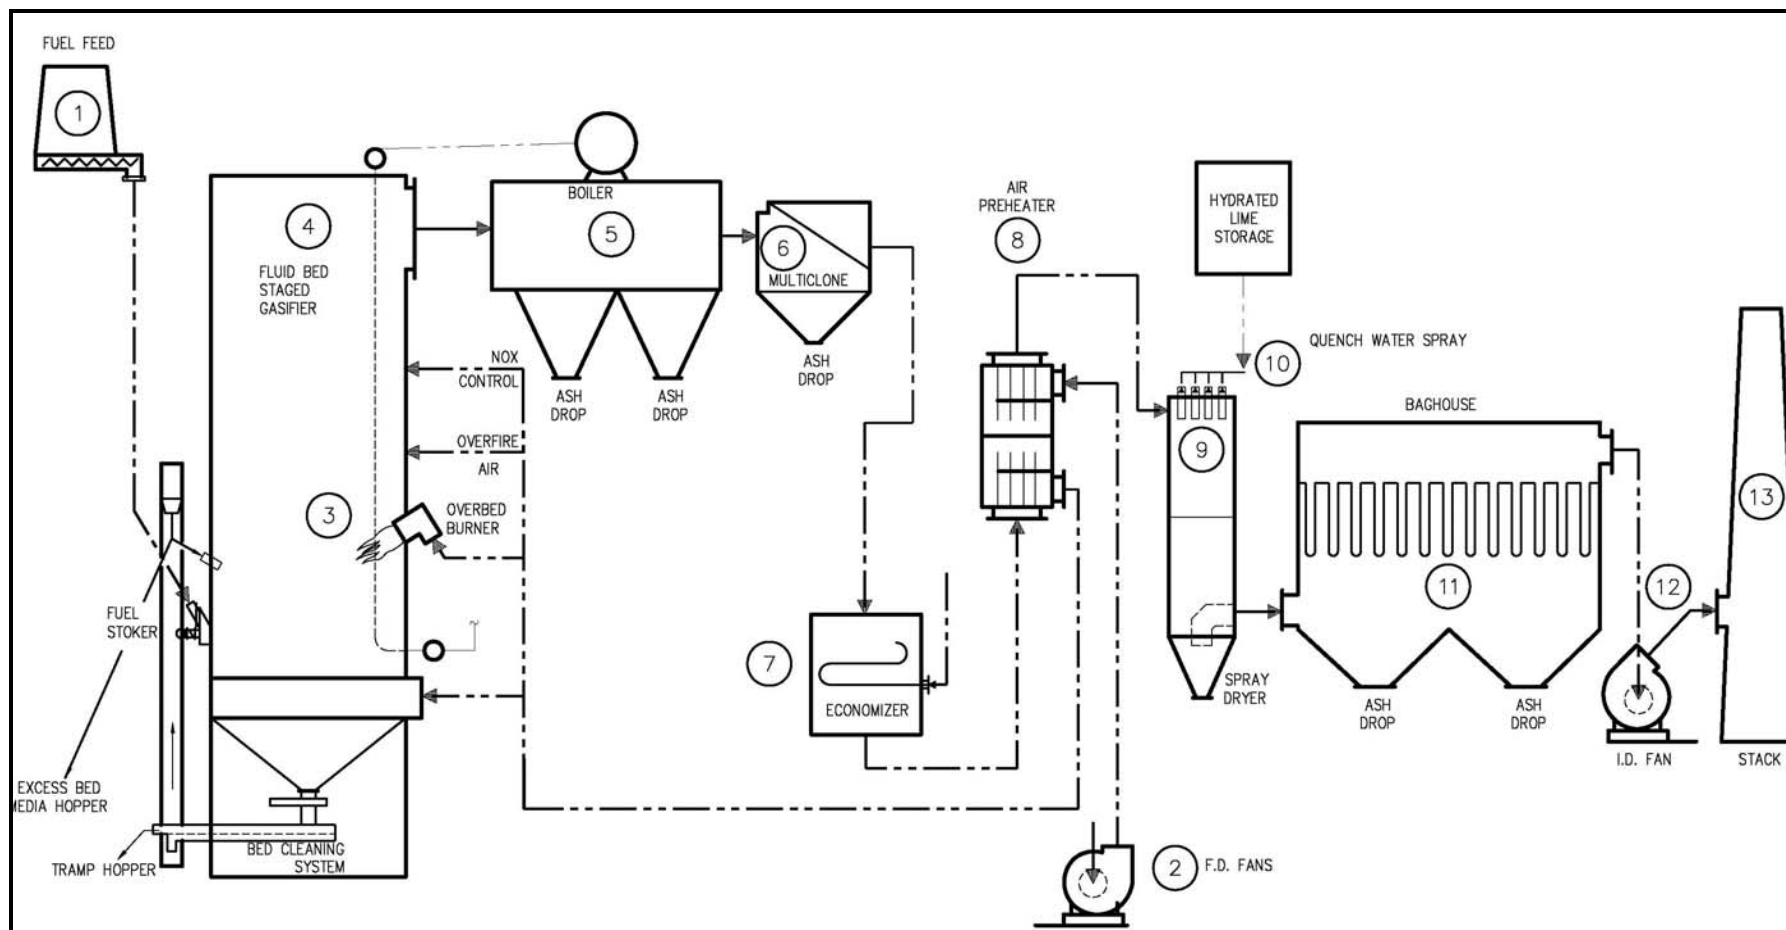 FUEL FEED
1
4
FLUID BED
STAGED
GASIFIER
BOILER
5
6
MULTICLONE
ASH
DROP
ASH
DROP
ASH
DROP
NOX
CONTROL
OVERFIRE
AIR
3
OVERBED
BURNER
FUEL
STOKER
EXCESS BED
MEDIA HOPPER
TRAMP HOPPER
BED CLEANING
SYSTEM
7
ECONOMIZER
AIR
PREHEATER
8
2
F.D. FANS
HYDRATED
LIME
STORAGE
10
QUENCH WATER SPRAY
9
SPRAY
DRYER
BAGHOUSE
11
ASH
DROP
ASH
DROP
12
I.D. FAN
13
STACK